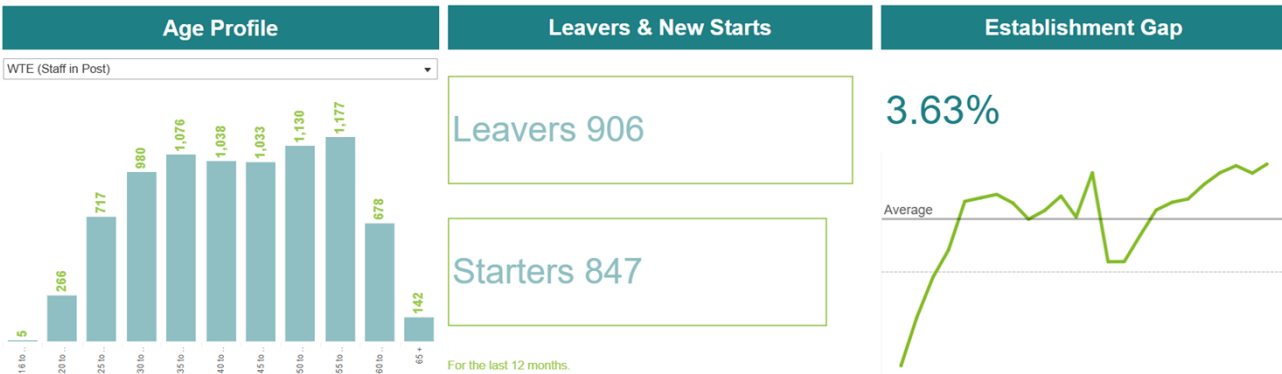 Age Profile
WTE (Staff in Post)
5
266
717
980
1,076
1,038
1,033
1,130
1,177
678
142
16 to ..
20 to ..
25 to ..
30 to ..
35 to ..
40 to ..
45 to ..
50 to ..
55 to ..
60 to ..
65 +
Leavers & New Starts
Leavers 906
Starters 847
For the last 12 months.
Establishment Gap
3.63%
Average